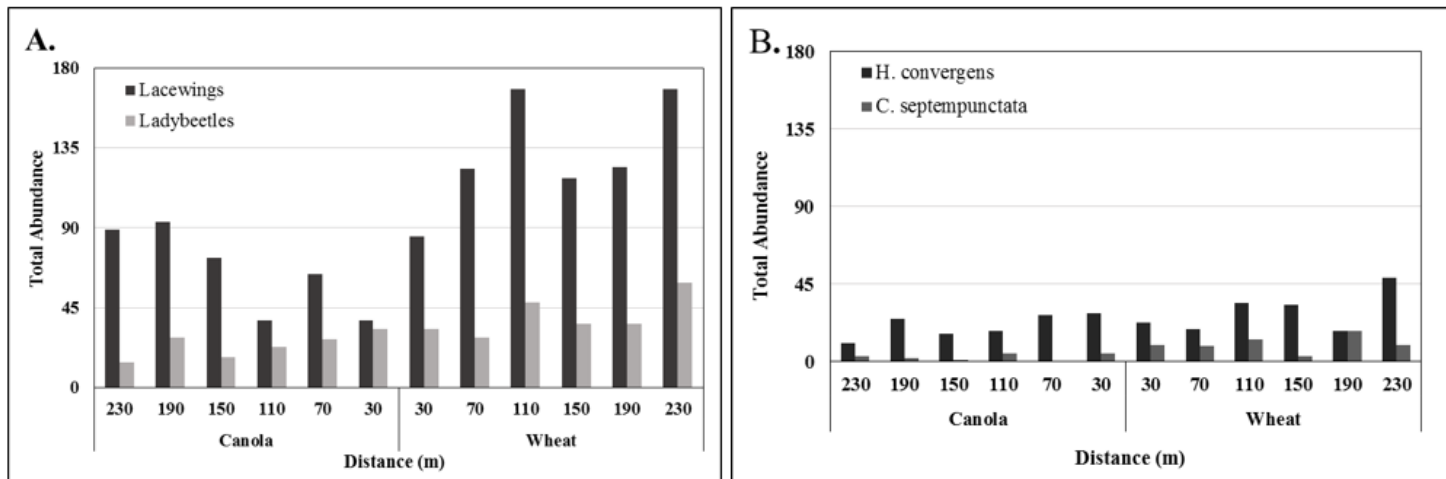 A.
180
135
90
45
0
Total Abundance
Lacewings
Ladybeetles
230 190 150 110 70 30 30 70 110 150 190 230
Canola Wheat
Distance (m)
B.
180
135
90
45
0
Total Abundance
H. convergens
C. septempunctata
230 190 150 110 70 30 30 70 110 150 190 230
Canola Wheat
Distance (m)